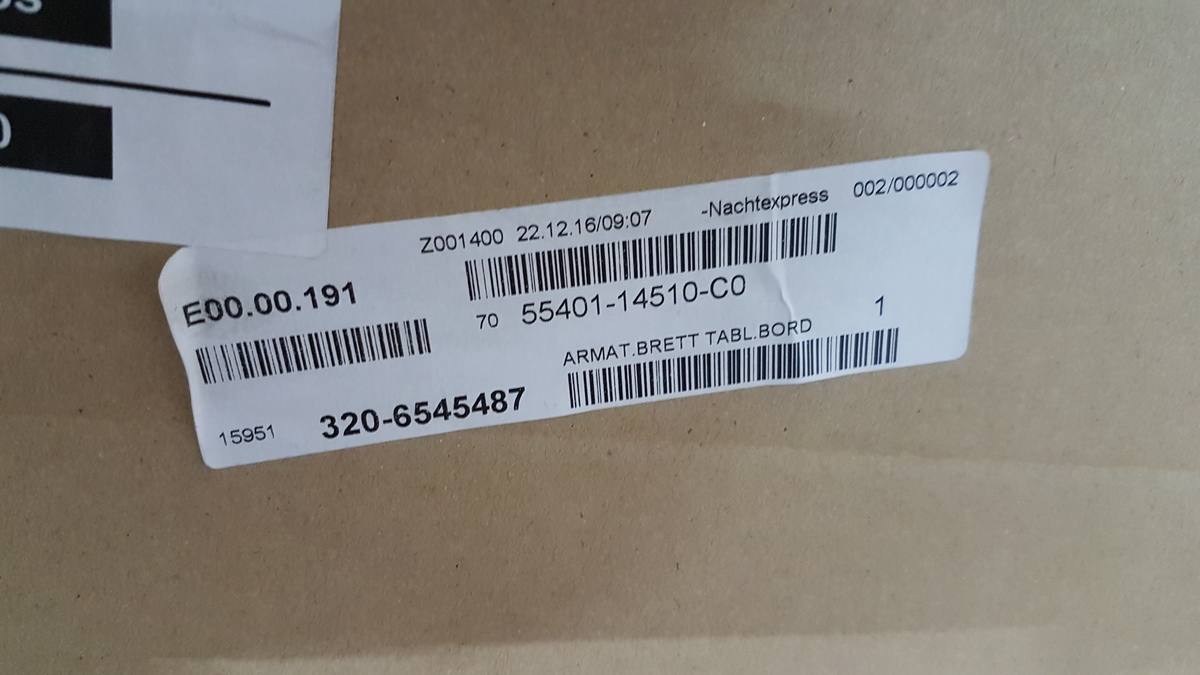 Z001400 22.12.16/09:07 -Nachtexpress 002/000002
E00.00.191
70 55401-14510-C0
ARMAT.BRETT TABL.BORD 1
15951 320-6545487